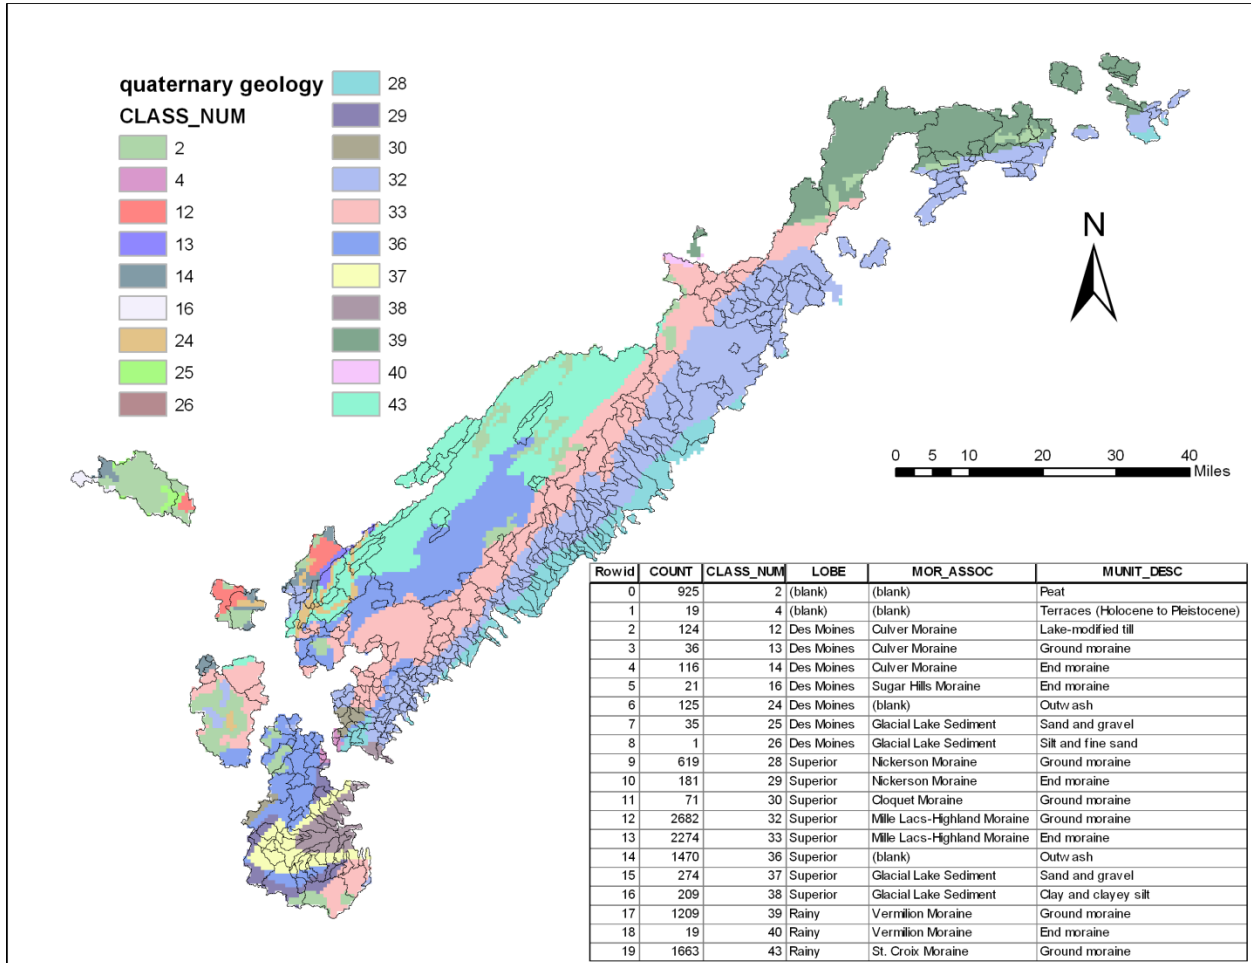 quaternary geology
CLASS_NUM
2
4
12
13
14
16
24
25
26
28
29
30
32
33
36
37
38
39
40
43
N
0 5 10 20 30 40
Miles
Rowid COUNT CLASS_NUM LOBE MOR_ASSOC MUNIT_DESC
0 925 2 (blank) (blank) Peat
1 19 4 (blank) (blank) Terraces (Holocene to Pleistocene)
2 124 12 Des Moines Culver Moraine Lake-modified till
3 36 13 Des Moines Culver Moraine Ground moraine
4 116 14 Des Moines Culver Moraine End moraine
5 21 16 Des Moines Sugar Hills Moraine End moraine
6 125 24 Des Moines (blank) Outwash
7 35 25 Des Moines Glacial Lake Sediment Sand and gravel
8 1 26 Des Moines Glacial Lake Sediment Silt and fine sand
9 619 28 Superior Nickerson Moraine Ground moraine
10 181 29 Superior Nickerson Moraine End moraine
11 71 30 Superior Cloquet Moraine Ground moraine
12 2682 32 Superior Mille Lacs-Highland Moraine Ground moraine
13 2274 33 Superior Mille Lacs-Highland Moraine End moraine
14 1470 36 Superior (blank) Outwash
15 274 37 Superior Glacial Lake Sediment Sand and gravel
16 209 38 Superior Glacial Lake Sediment Clay and clayey silt
17 1209 39 Rainy Vermilion Moraine Ground moraine
18 19 40 Rainy Vermilion Moraine End moraine
19 1663 43 Rainy St. Croix Moraine Ground moraine